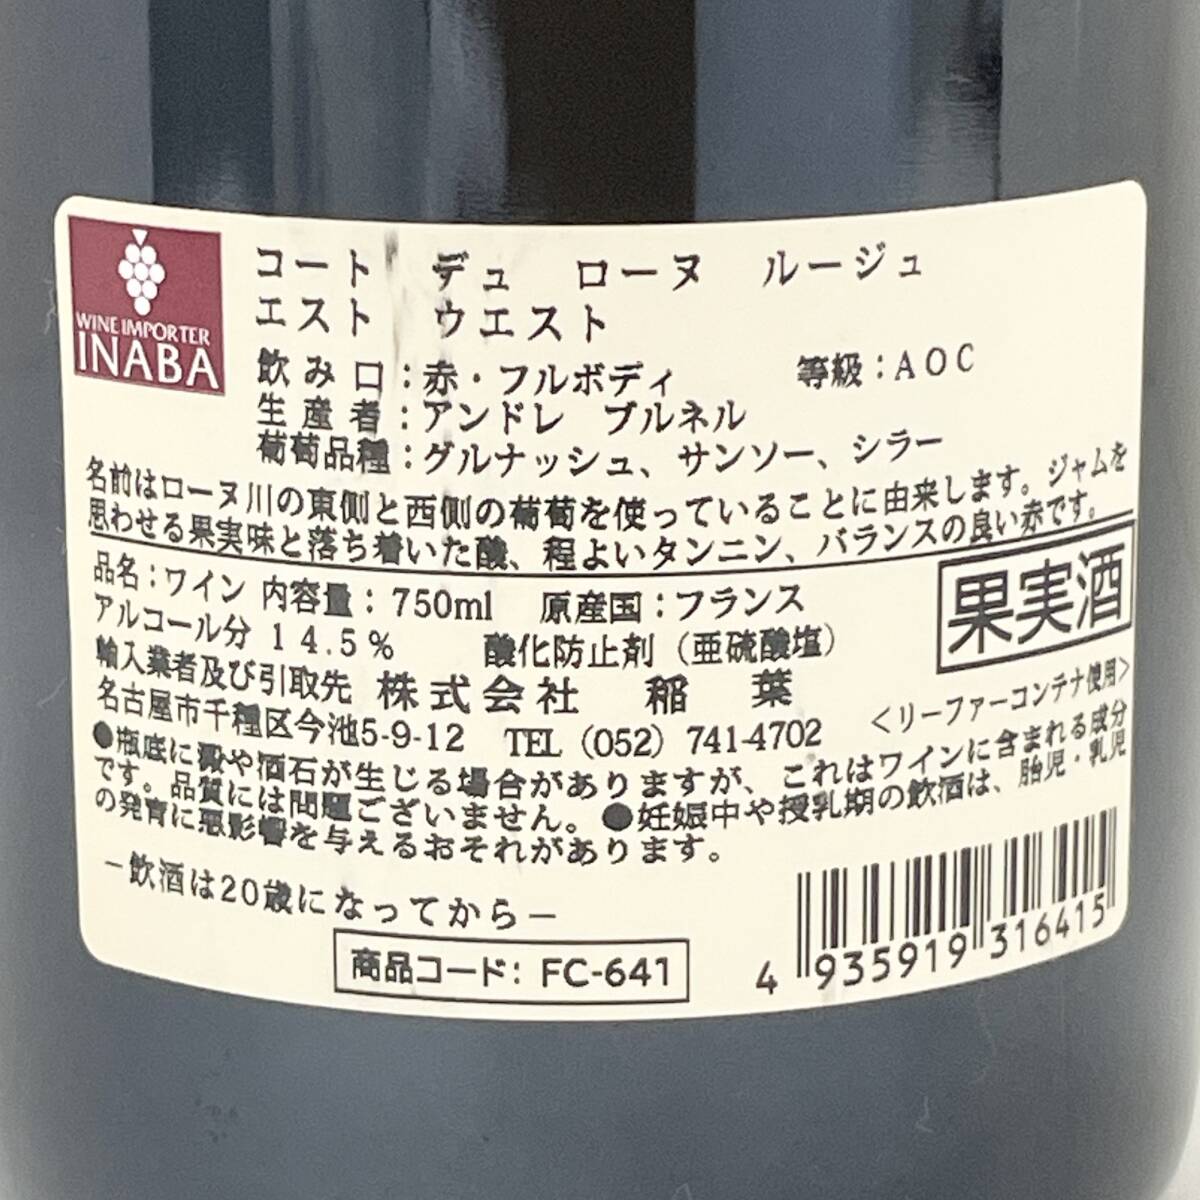 WINE IMPORTER
INABA
コート　デュ　ローヌ　ルージュ
エスト　ウエスト
飲み口：赤・フルボディ　等級：AOC
生産者：アンドレ　ブルネル
葡萄品種：グルナッシュ、サンソー、シラー
名前はローヌ川の東側と西側の葡萄を使っていることに由来します。ジャムを
思わせる果実味と落ち着いた酸、程よいタンニン、バランスの良い赤です。
品名：ワイン 内容量：750ml　原産国：フランス
アルコール分 14.5%　酸化防止剤（亜硫酸塩）
果実酒
輸入業者及び引取先 株式会社　稲　葉
名古屋市千種区今池5-9-12　TEL（052）741-4702
＜リーファーコンテナ使用＞
●瓶底に澱や酒石が生じる場合がありますが、これはワインに含まれる成分
です。品質には問題ございません。●妊娠中や授乳期の飲酒は、胎児・乳児
の発育に悪影響を与えるおそれがあります。
－飲酒は20歳になってから－
商品コード：FC-641
4 935919 316415